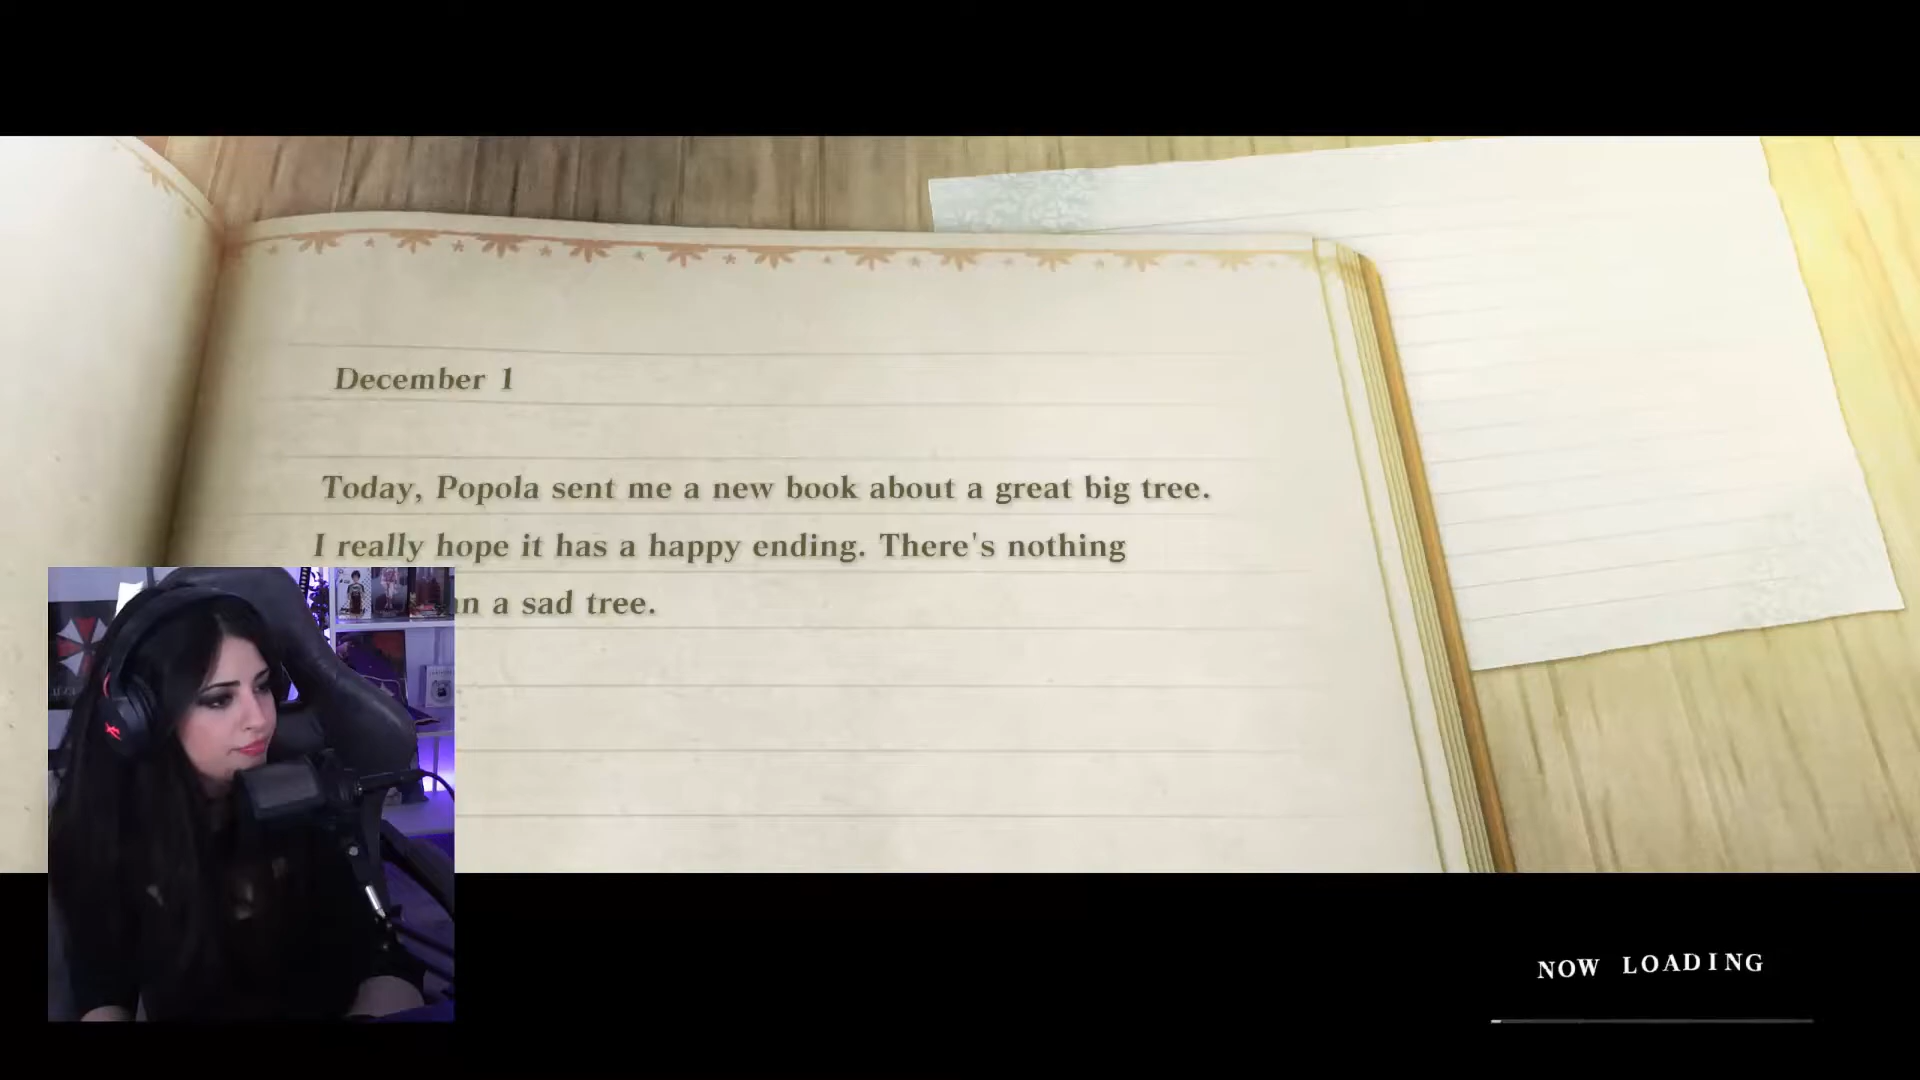 December 1
Today, Popola sent me a new book about a great big tree.
I really hope it has a happy ending. There's nothing
a sad tree.
NOW LOADING